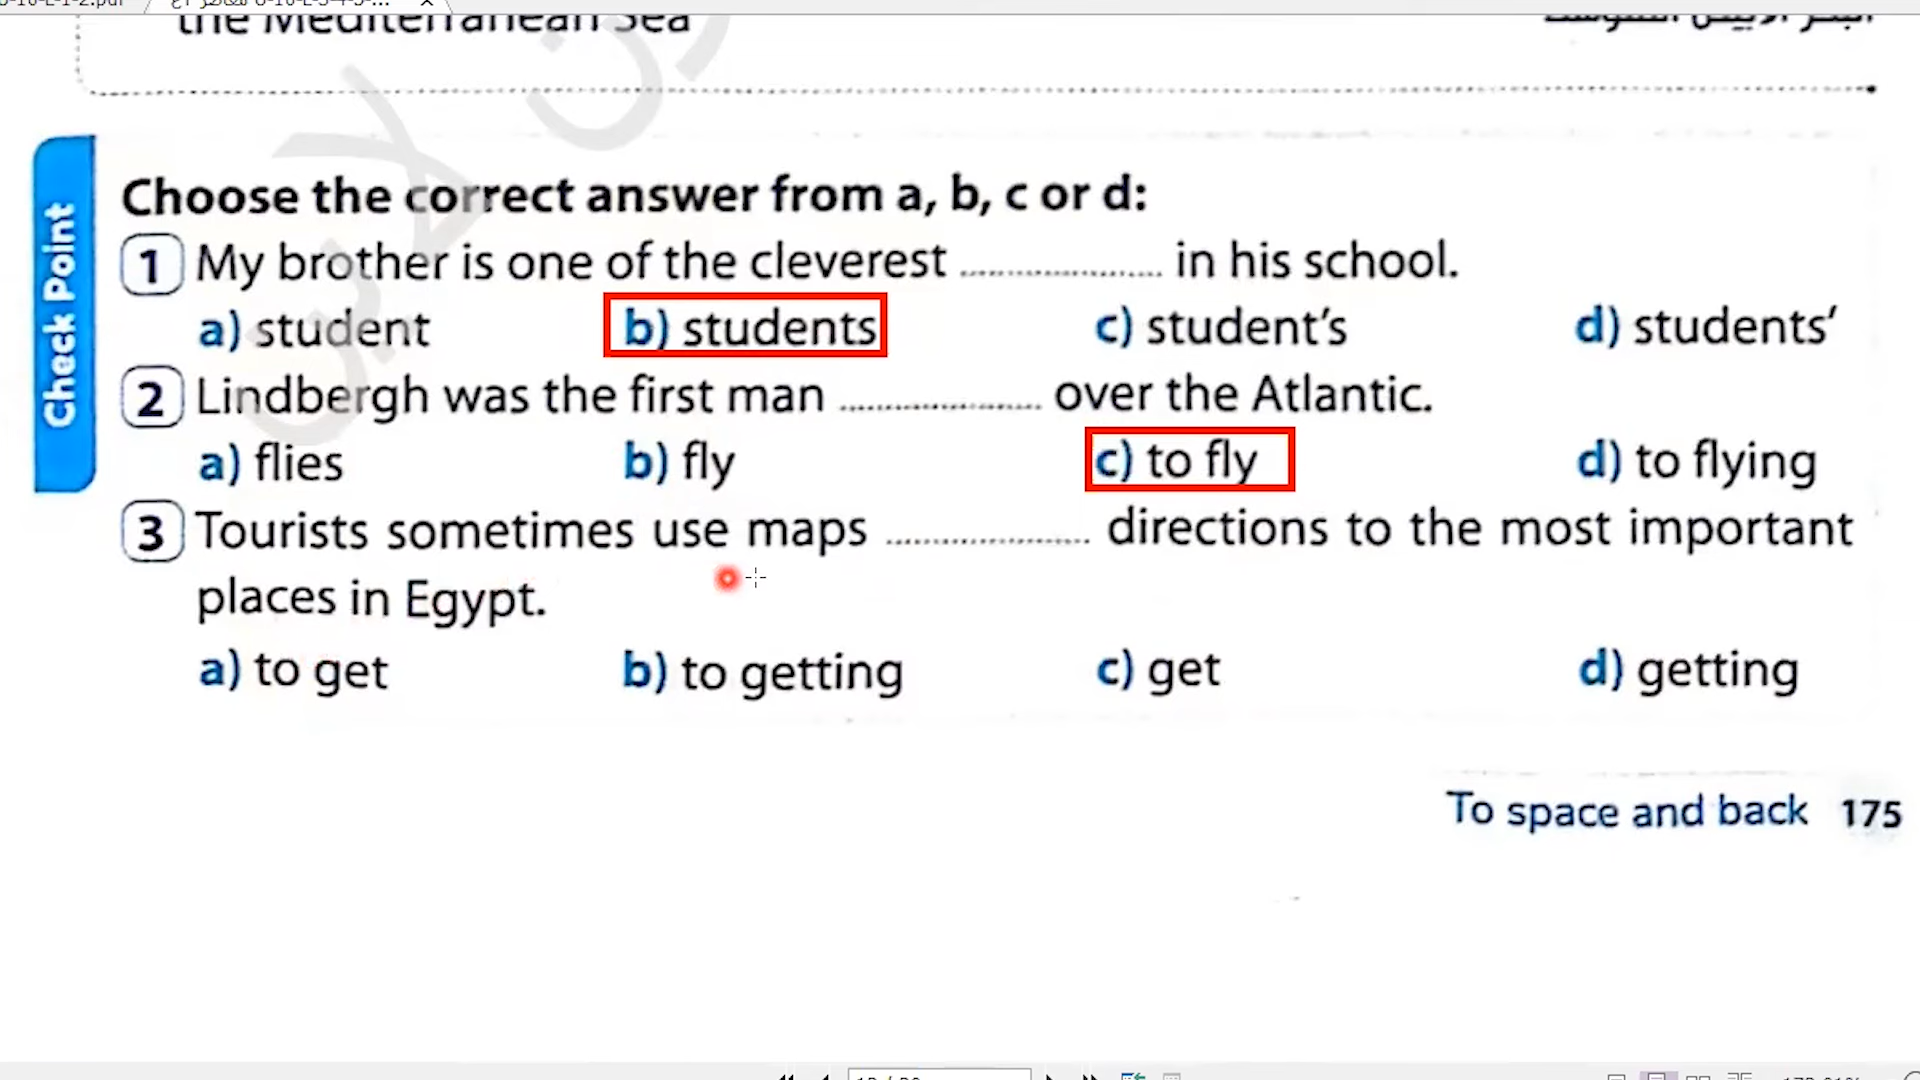 the Mediterranean Sea
Choose the correct answer from a, b, c or d:
Check Point
1 My brother is one of the cleverest .................... in his school.
a) student b) students c) student's d) students'
2 Lindbergh was the first man .................... over the Atlantic.
a) flies b) fly c) to fly d) to flying
3 Tourists sometimes use maps .................... directions to the most important
places in Egypt.
a) to get b) to getting c) get d) getting
To space and back 175